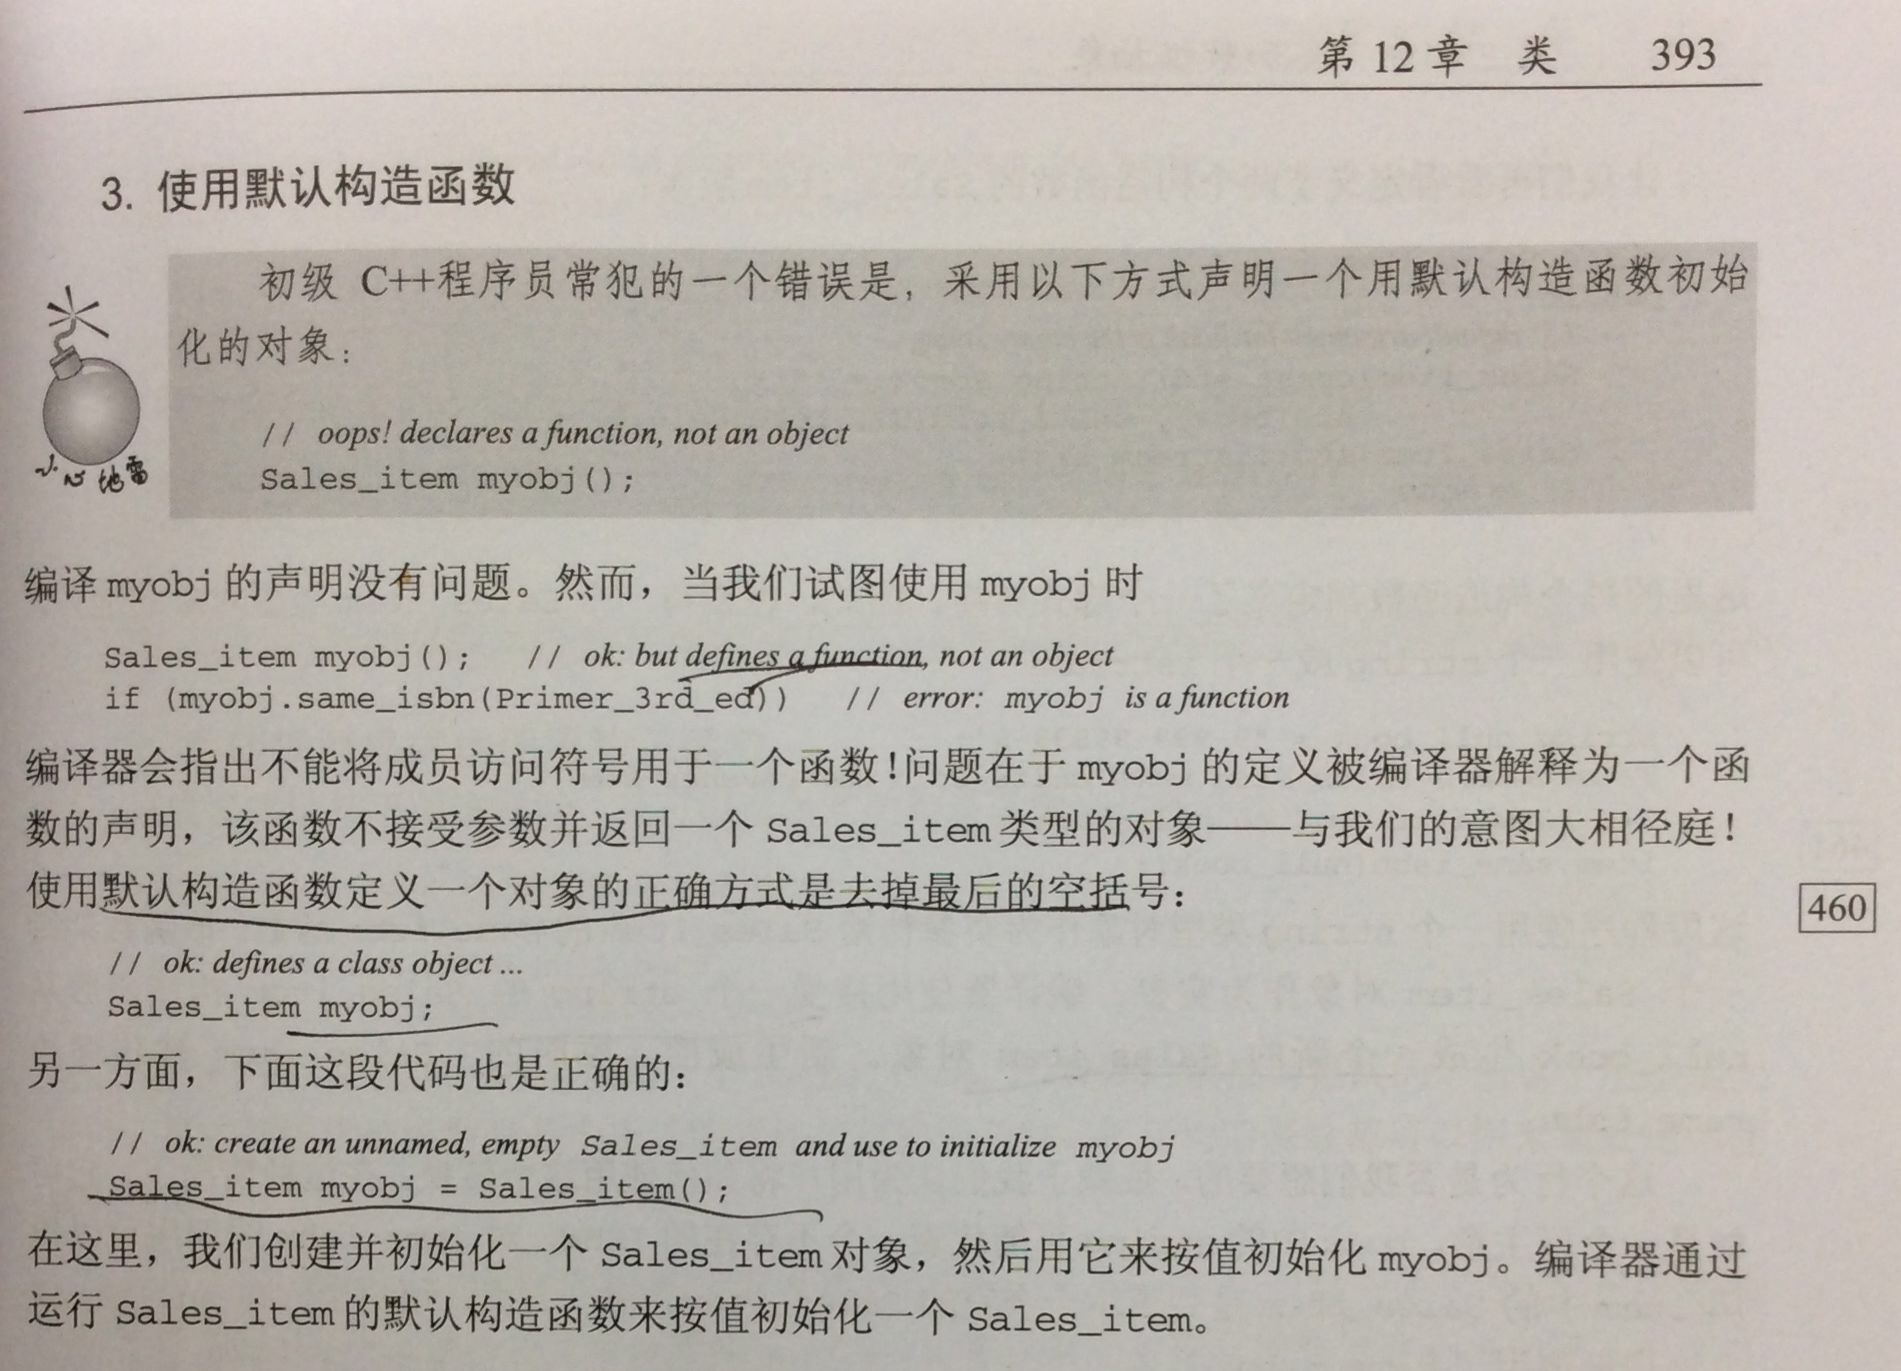 第12章 类 393
3. 使用默认构造函数
初级 C++程序员常犯的一个错误是，采用以下方式声明一个用默认构造函数初始
化的对象：
// oops! declares a function, not an object
Sales_item myobj();
小心地雷
编译 myobj 的声明没有问题。然而，当我们试图使用 myobj 时
Sales_item myobj(); // ok: but defines a function, not an object
if (myobj.same_isbn(Primer_3rd_ed)) // error: myobj is a function
编译器会指出不能将成员访问符号用于一个函数！问题在于 myobj 的定义被编译器解释为一个函
数的声明，该函数不接受参数并返回一个 Sales_item 类型的对象——与我们的意图大相径庭！
使用默认构造函数定义一个对象的正确方式是去掉最后的空括号：
460
// ok: defines a class object ...
Sales_item myobj;
另一方面，下面这段代码也是正确的：
// ok: create an unnamed, empty Sales_item and use to initialize myobj
Sales_item myobj = Sales_item();
在这里，我们创建并初始化一个 Sales_item 对象，然后用它来按值初始化 myobj。编译器通过
运行 Sales_item 的默认构造函数来按值初始化一个 Sales_item。